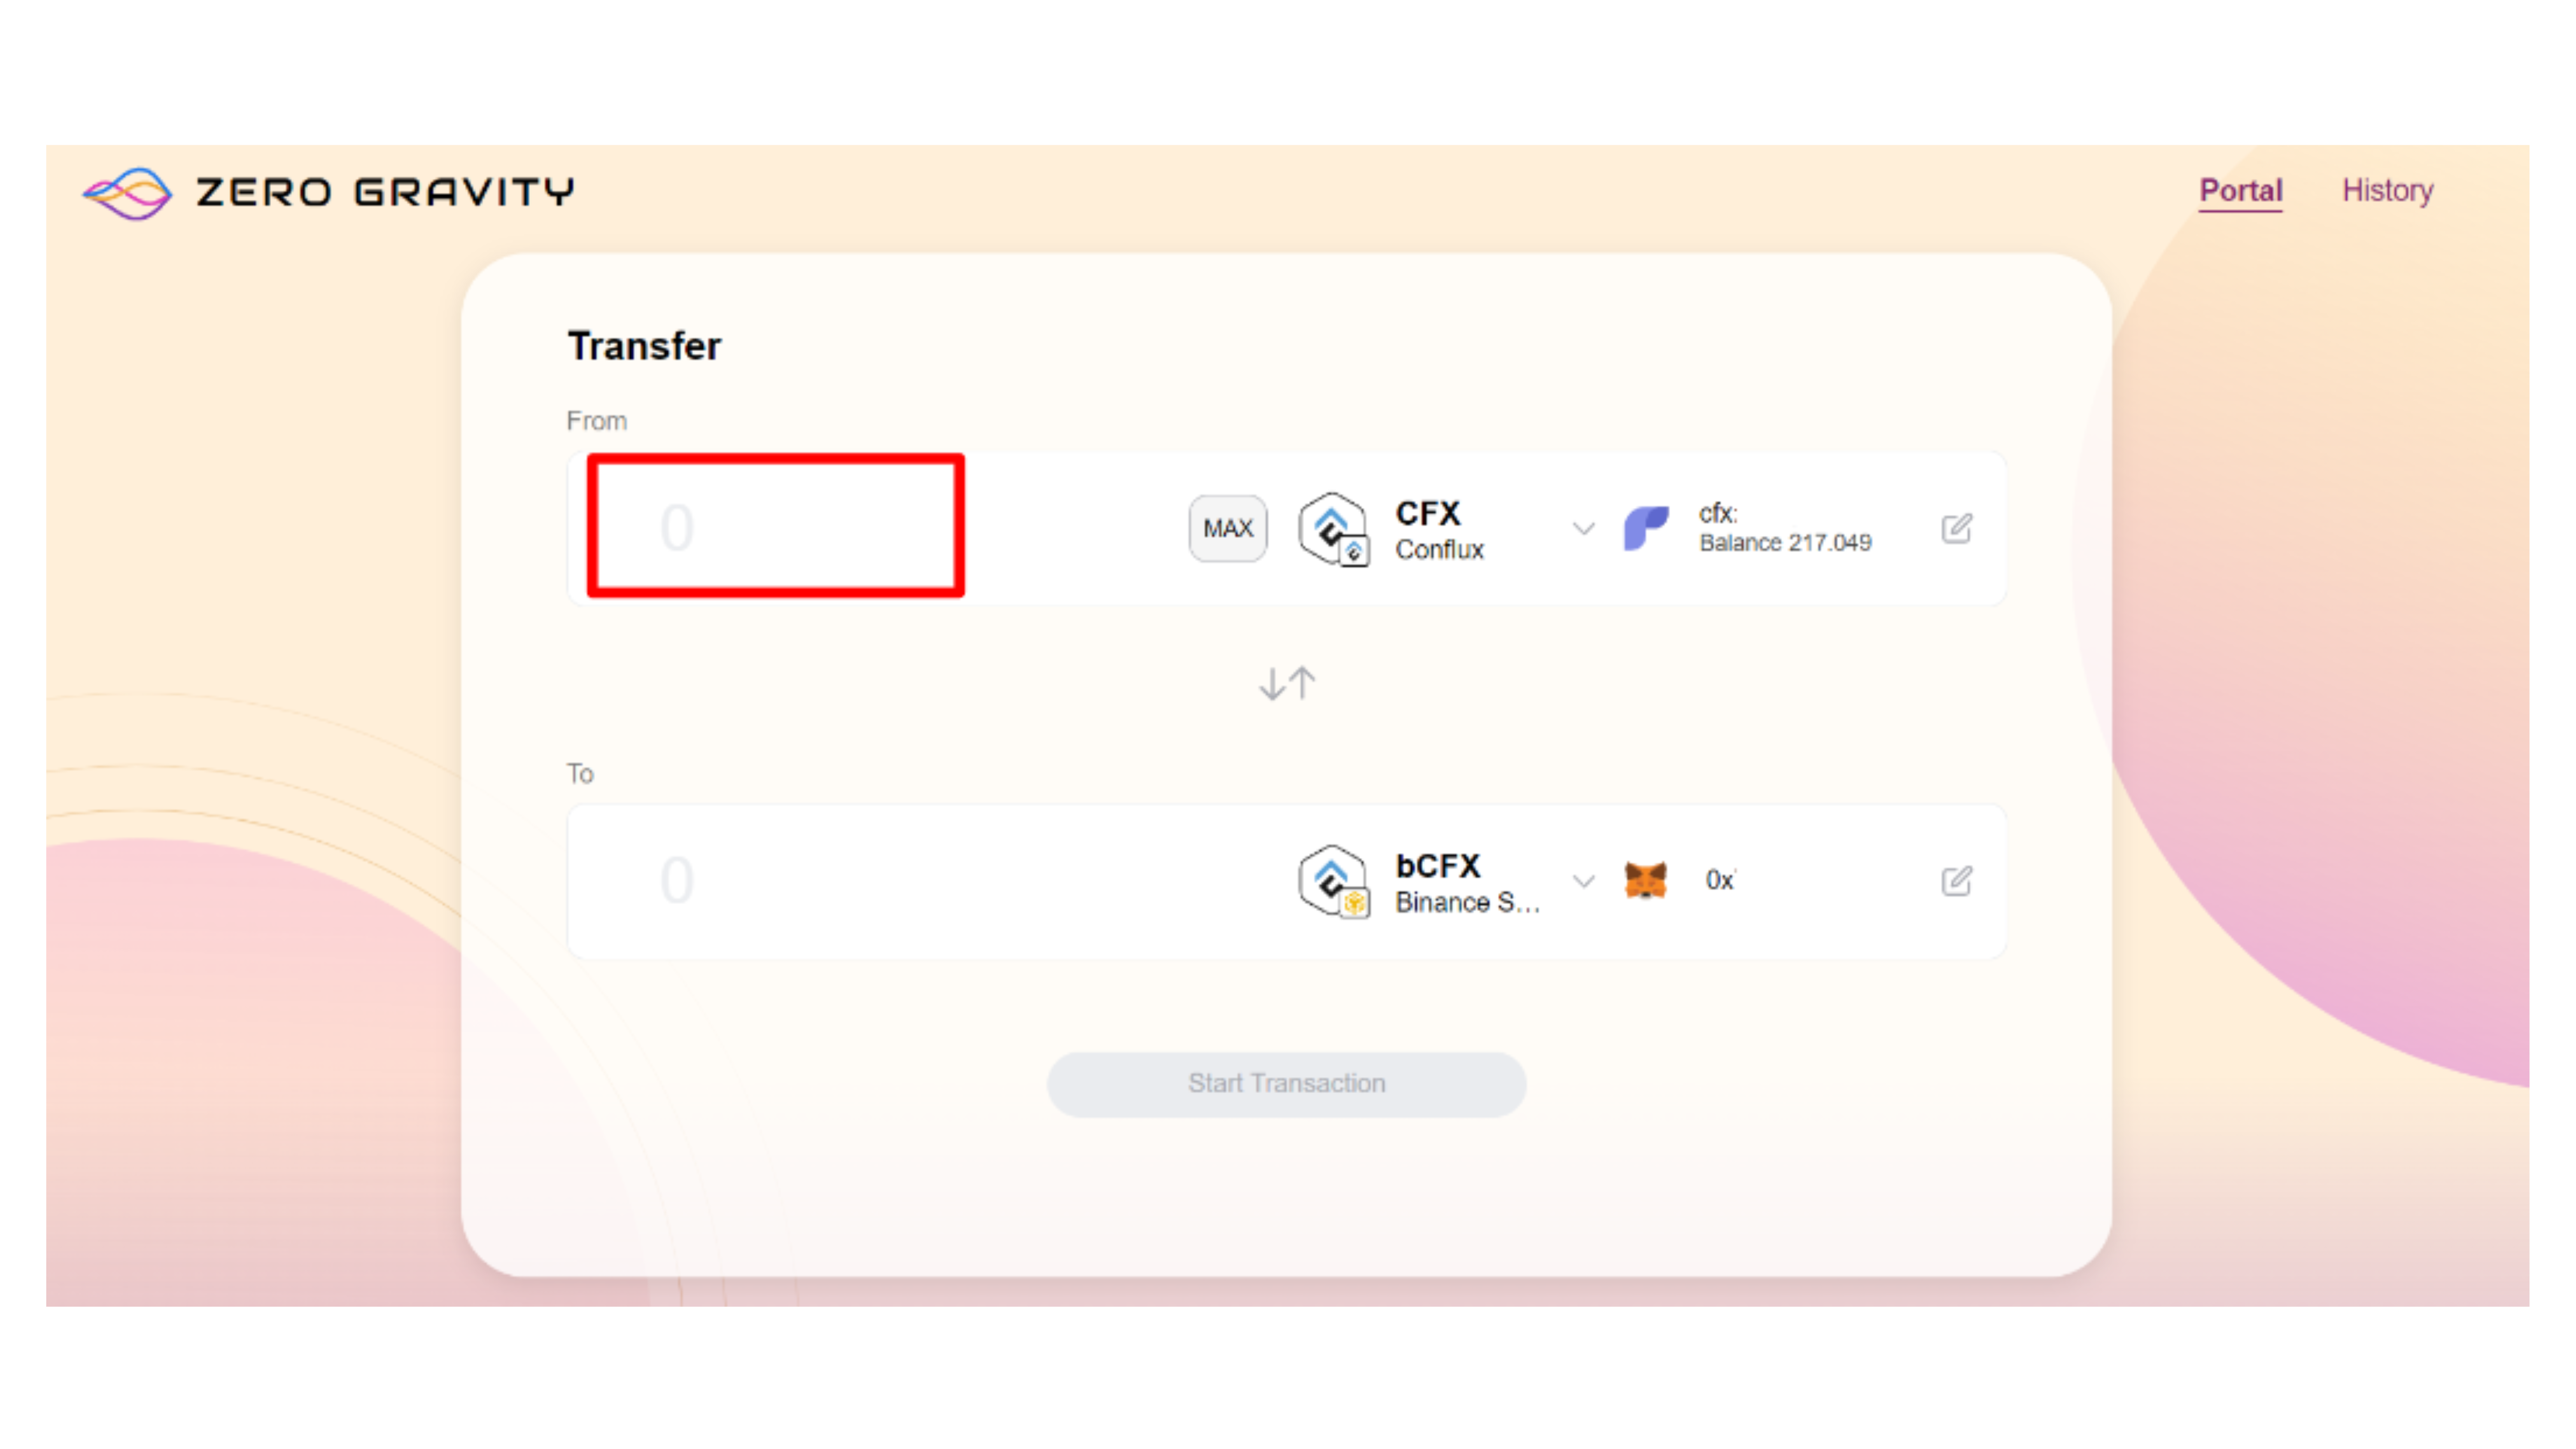 ZERO GRAVITY
Portal History
Transfer
From
0
MAX
CFX
Conflux
cfx:
Balance 217.049
To
0
bCFX
Binance S...
0x
Start Transaction